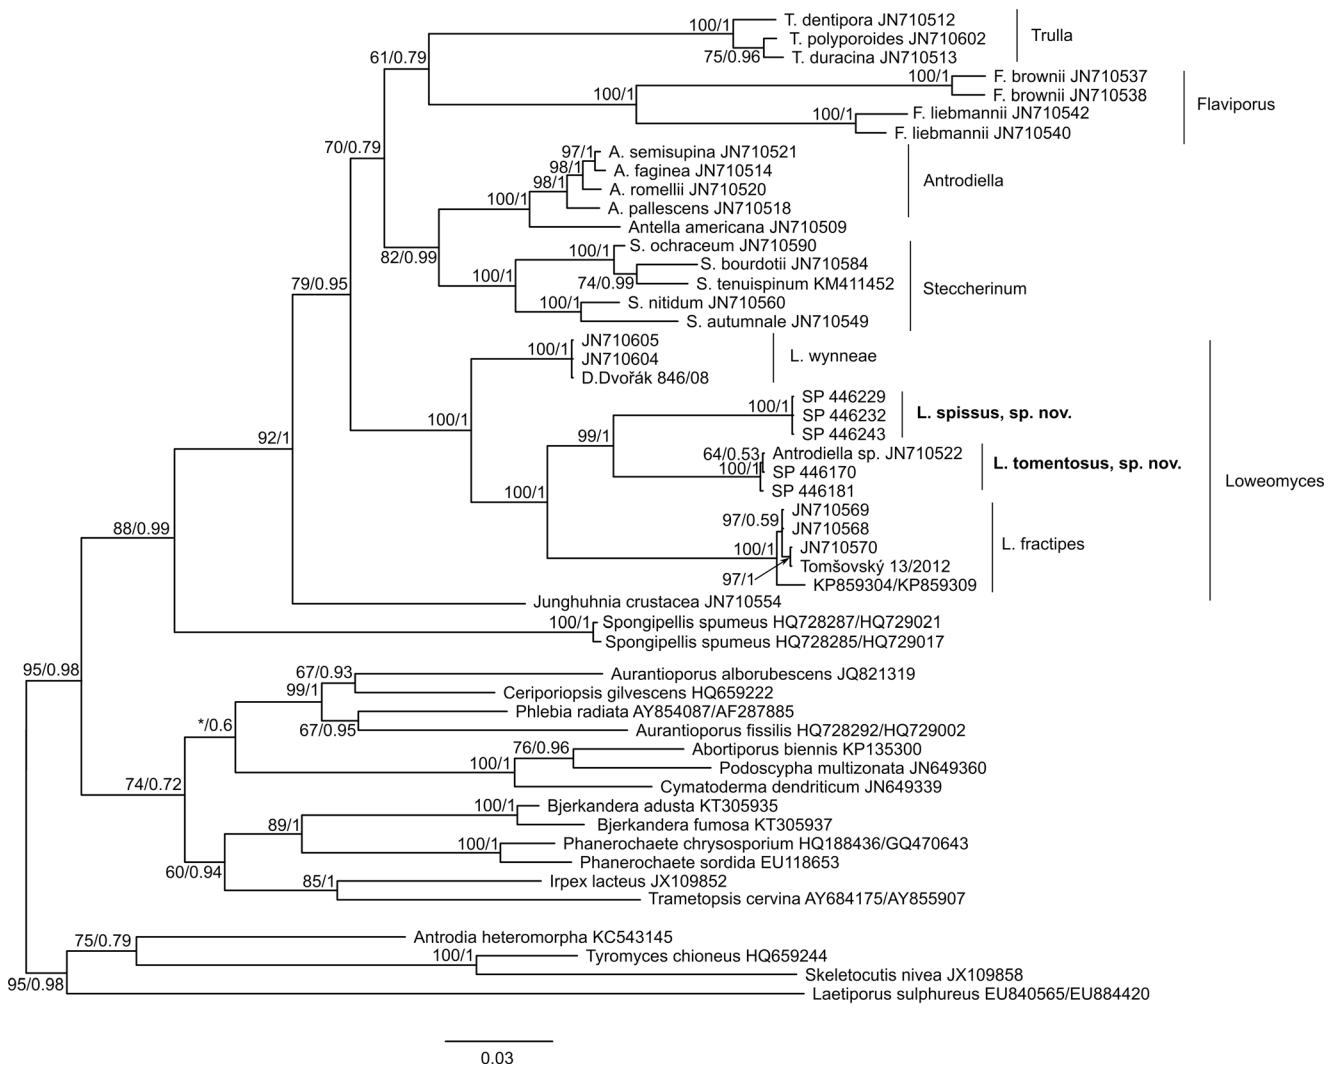 100/1
T. dentipora JN710512
T. polyporoides JN710602
75/0.96
T. duracina JN710513
Trulla
61/0.79
100/1
F. brownii JN710537
F. brownii JN710538
100/1
100/1
F. liebmannii JN710542
F. liebmannii JN710540
Flaviporus
70/0.79
97/1
A. semisupina JN710521
98/1
A. faginea JN710514
98/1
A. romellii JN710520
A. pallescens JN710518
Antrodiella
100/1
Antella americana JN710509
82/0.99
100/1
S. ochraceum JN710590
S. bourdotii JN710584
74/0.99
S. tenuispinum KM411452
100/1
100/1
S. nitidum JN710560
S. autumnale JN710549
Steccherinum
79/0.95
100/1
JN710605
JN710604
D.Dvořák 846/08
L. wynneae
100/1
100/1
SP 446229
SP 446232
SP 446243
L. spissus, sp. nov.
99/1
64/0.53
Antrodiella sp. JN710522
100/1
SP 446170
SP 446181
L. tomentosus, sp. nov.
Loweomyces
92/1
100/1
97/0.59
JN710569
JN710568
100/1
JN710570
Tomšovský 13/2012
97/1
KP859304/KP859309
L. fractipes
88/0.99
Junghuhnia crustacea JN710554
100/1
Spongipellis spumeus HQ728287/HQ729021
Spongipellis spumeus HQ728285/HQ729017
95/0.98
67/0.93
Aurantioporus alborubescens JQ821319
99/1
Ceriporiopsis gilvescens HQ659222
Phlebia radiata AY854087/AF287885
67/0.95
Aurantioporus fissilis HQ728292/HQ729002
*/0.6
76/0.96
Abortiporus biennis KP135300
100/1
Podoscypha multizonata JN649360
Cymatoderma dendriticum JN649339
74/0.72
100/1
Bjerkandera adusta KT305935
89/1
Bjerkandera fumosa KT305937
100/1
Phanerochaete chrysosporium HQ188436/GQ470643
Phanerochaete sordida EU118653
60/0.94
85/1
Irpex lacteus JX109852
Trametopsis cervina AY684175/AY855907
75/0.79
Antrodia heteromorpha KC543145
100/1
Tyromyces chioneus HQ659244
Skeletocutis nivea JX109858
95/0.98
Laetiporus sulphureus EU840565/EU884420
0.03